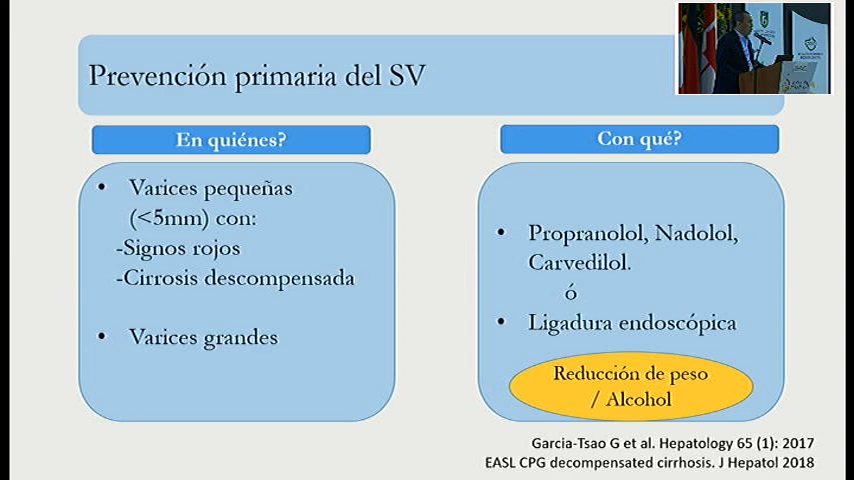 Prevención primaria del SV
En quiénes?
• Varices pequeñas
(<5mm) con:
-Signos rojos
-Cirrosis descompensada
• Varices grandes
Con qué?
• Propranolol, Nadolol,
Carvedilol.
ó
• Ligadura endoscópica
Reducción de peso
/ Alcohol
Garcia-Tsao G et al. Hepatology 65 (1): 2017
EASL CPG decompensated cirrhosis. J Hepatol 2018